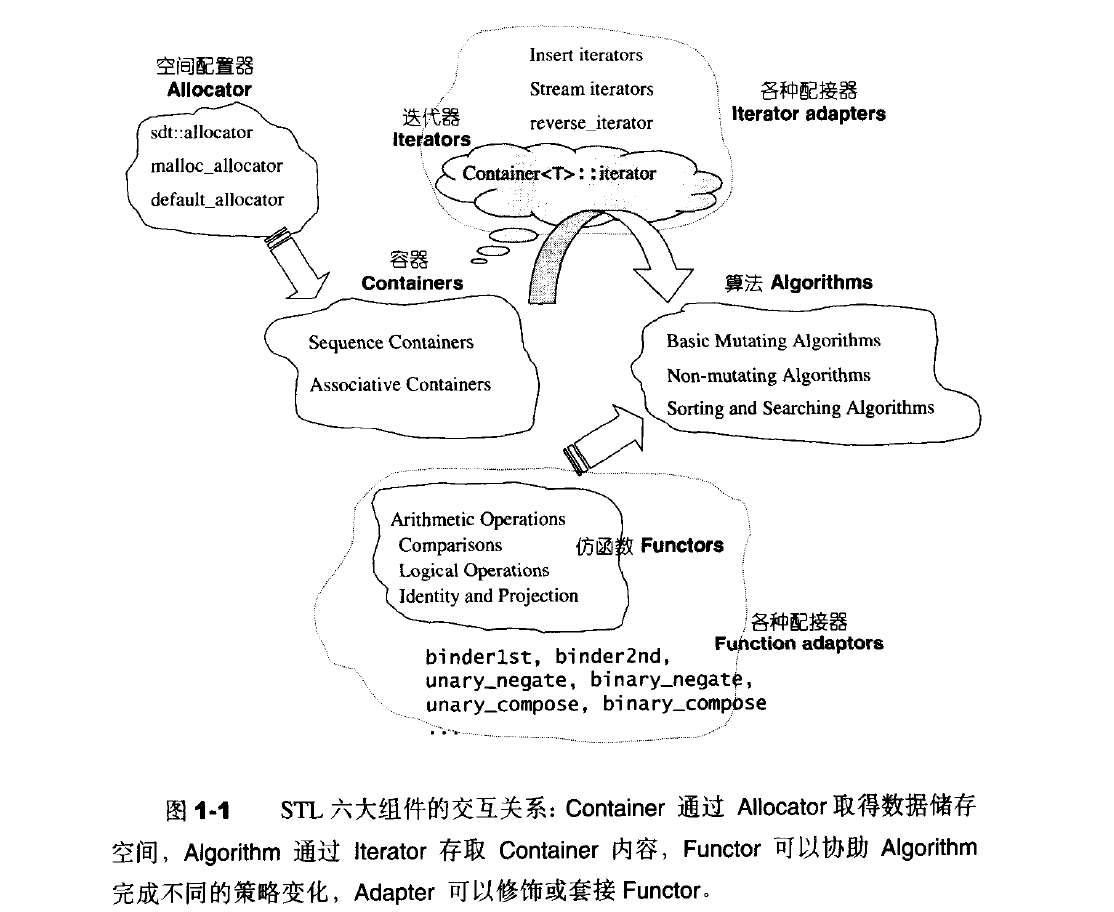 空间配置器
Allocator
sdt::allocator
malloc_allocator
default_allocator
迭代器
Iterators
Insert iterators
Stream iterators
reverse_iterator
Container<T>::iterator
各种配接器
Iterator adapters
容器
Containers
Sequence Containers
Associative Containers
算法 Algorithms
Basic Mutating Algorithms
Non-mutating Algorithms
Sorting and Searching Algorithms
Arithmetic Operations
Comparisons
Logical Operations
Identity and Projection
仿函数 Functors
各种配接器
Function adaptors
binder1st, binder2nd,
unary_negate, binary_negate,
unary_compose, binary_compose
...
图 1-1 STL 六大组件的交互关系: Container 通过 Allocator 取得数据储存
空间, Algorithm 通过 Iterator 存取 Container 内容, Functor 可以协助 Algorithm
完成不同的策略变化, Adapter 可以修饰或套接 Functor。